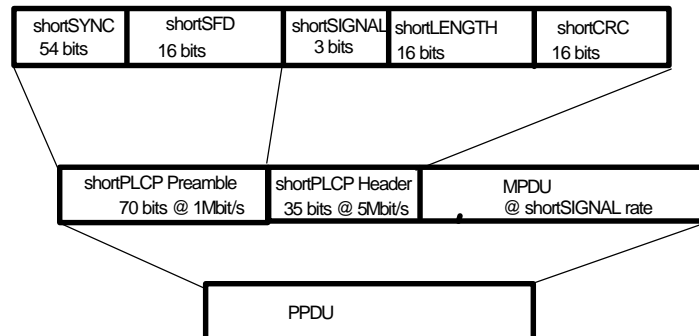 shortSYNC
54 bits
shortSFD
16 bits
shortSIGNAL
3 bits
shortLENGTH
16 bits
shortCRC
16 bits
shortPLCP Preamble
70 bits @ 1Mbit/s
shortPLCP Header
35 bits @ 5Mbit/s
MPDU
@ shortSIGNAL rate
PPDU